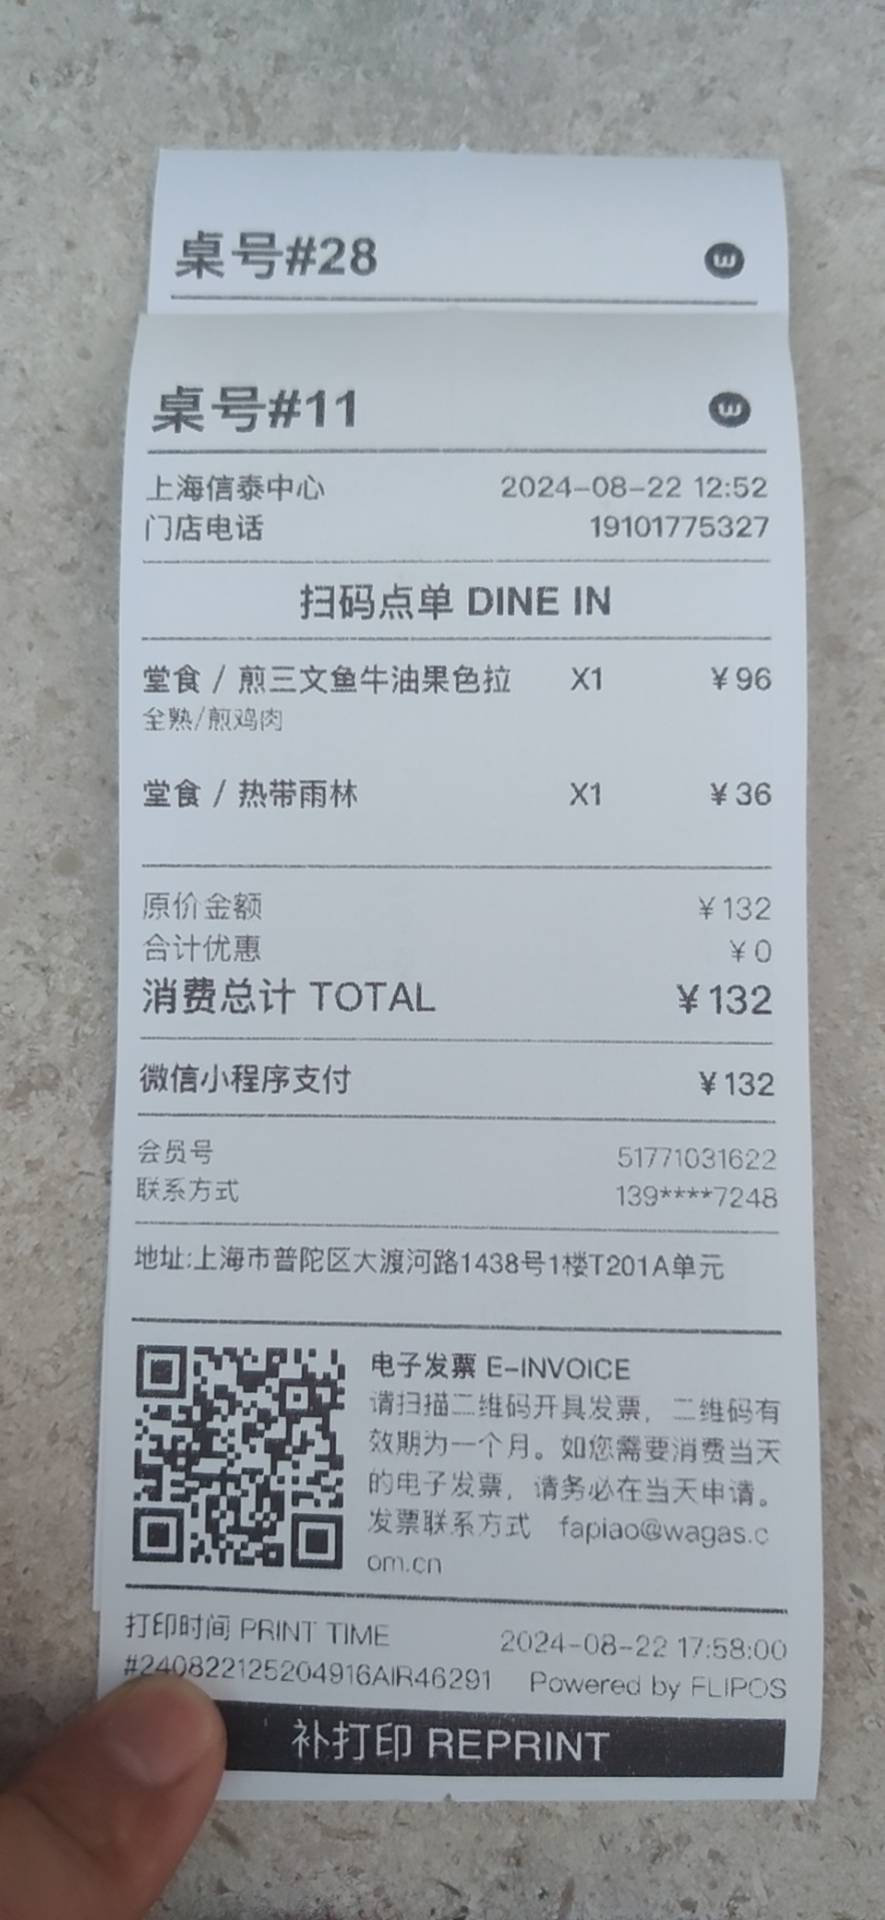 桌号#28
W
桌号#11
W
上海信泰中心 2024-08-22 12:52
门店电话 19101775327
扫码点单 DINE IN
堂食 / 煎三文鱼牛油果色拉 X1 ¥96
全熟/煎鸡肉
堂食 / 热带雨林 X1 ¥36
原价金额 ¥132
合计优惠 ¥0
消费总计 TOTAL ¥132
微信小程序支付 ¥132
会员号 51771031622
联系方式 139****7248
地址:上海市普陀区大渡河路1438号1楼T201A单元
电子发票 E-INVOICE
请扫描二维码开具发票，二维码有
效期为一个月。如您需要消费当天
的电子发票，请务必在当天申请。
发票联系方式 fapiao@wagas.c
om.cn
打印时间 PRINT TIME 2024-08-22 17:58:00
#240822125204916AIR46291 Powered by FLIPOS
补打印 REPRINT